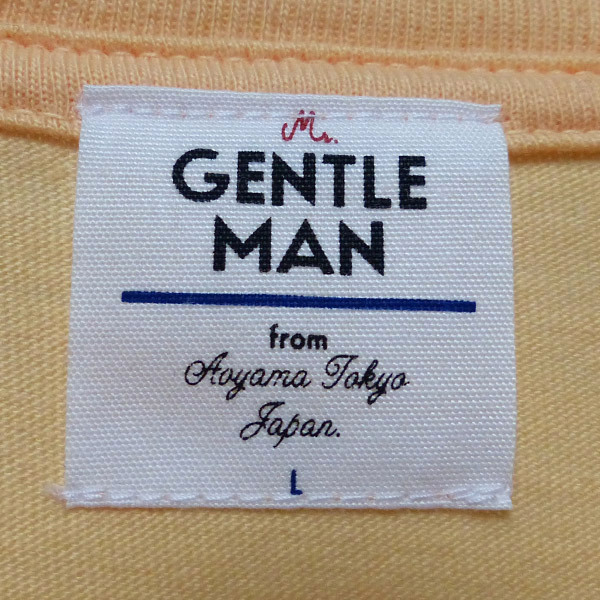 Mr.
GENTLE
MAN
from
Aoyama Tokyo
Japan.
L